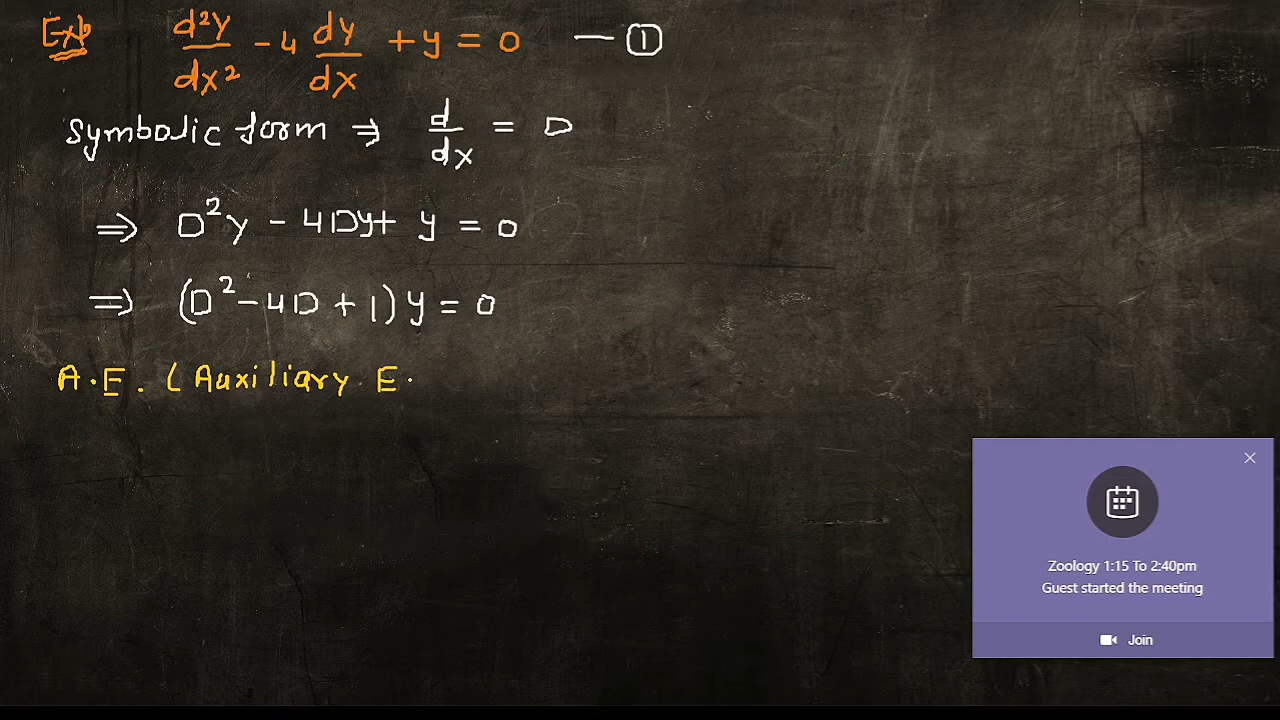 Exp d²y/dx² - 4 dy/dx + y = 0 — ①
Symbolic form ⇒ d/dx = D
⇒ D²y - 4Dy + y = 0
⇒ (D² - 4D + 1) y = 0
A.E. (Auxiliary E.
Zoology 1:15 To 2:40pm
Guest started the meeting
Join